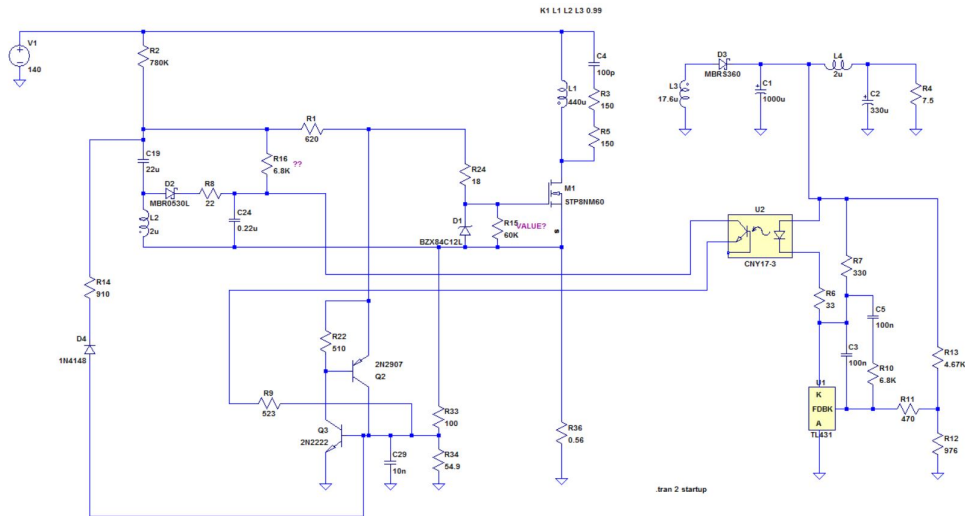 K1 L1 L2 L3 0.99
V1
140
R2
780K
C4
100p
L1
440u
R3
150
R5
150
D3
MBRS360
L4
2u
L3
17.6u
C1
1000u
C2
330u
R4
7.5
R1
620
C19
22u
R16
6.8K
??
R24
18
M1
STP8NM60
D2
MBR0530L
R8
22
C24
0.22u
L2
2u
D1
BZX84C12L
R15
60K
VALUE?
s
U2
CNY17-3
R7
330
R6
33
C5
100n
C3
100n
R13
4.67K
R10
6.8K
U1
K
FDBK
A
TL431
R11
470
R12
976
R14
910
D4
1N4148
R22
510
2N2907
Q2
R9
523
Q3
2N2222
R33
100
C29
10n
R34
54.9
R36
0.56
.tran 2 startup